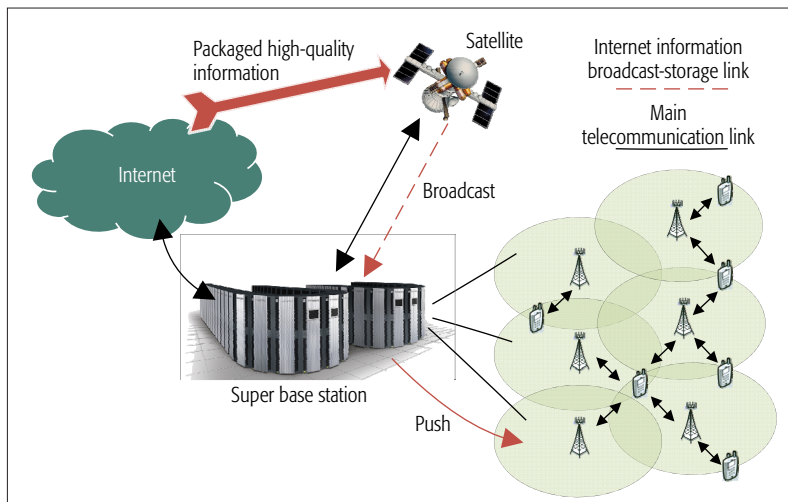 Packaged high-quality
information
Satellite
Internet information
broadcast-storage link
Main
telecommunication link
Internet
Broadcast
Super base station
Push